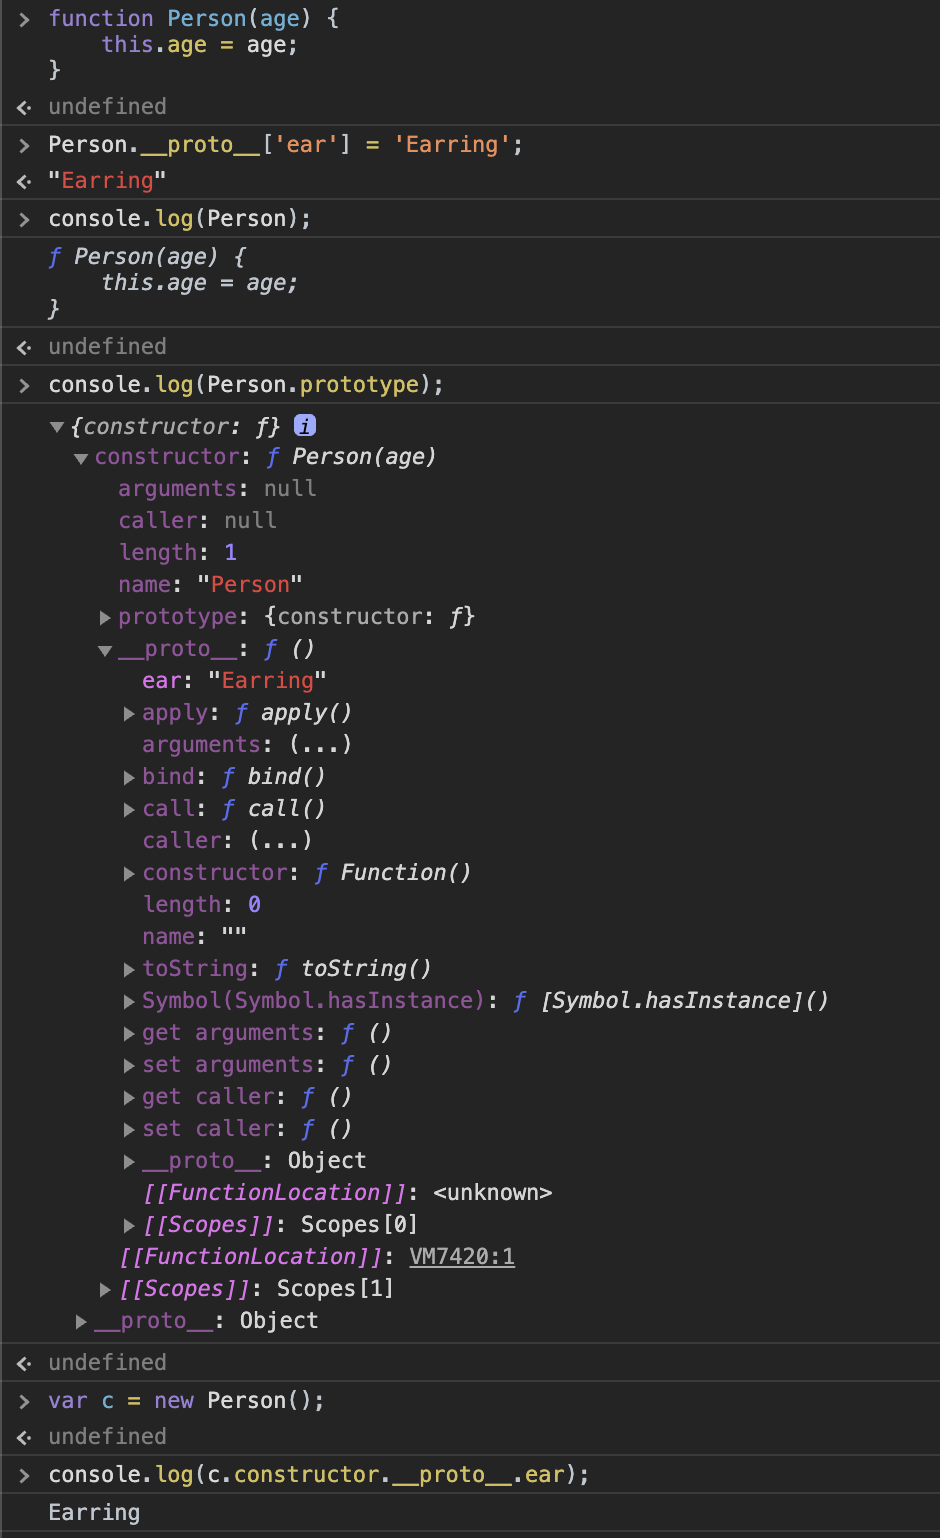 > function Person(age) {
this.age = age;
}
undefined
> Person.__proto__['ear'] = 'Earring';
"Earring"
> console.log(Person);
ƒ Person(age) {
this.age = age;
}
undefined
> console.log(Person.prototype);
▼{constructor: ƒ} i
▼constructor: ƒ Person(age)
arguments: null
caller: null
length: 1
name: "Person"
▶prototype: {constructor: ƒ}
▼__proto__: ƒ ()
ear: "Earring"
▶apply: ƒ apply()
arguments: (...)
▶bind: ƒ bind()
▶call: ƒ call()
caller: (...)
▶constructor: ƒ Function()
length: 0
name: ""
▶toString: ƒ toString()
▶Symbol(Symbol.hasInstance): ƒ [Symbol.hasInstance]()
▶get arguments: ƒ ()
▶set arguments: ƒ ()
▶get caller: ƒ ()
▶set caller: ƒ ()
▶__proto__: Object
[[FunctionLocation]]: <unknown>
▶[[Scopes]]: Scopes[0]
[[FunctionLocation]]: VM7420:1
▶[[Scopes]]: Scopes[1]
▶__proto__: Object
undefined
> var c = new Person();
undefined
> console.log(c.constructor.__proto__.ear);
Earring